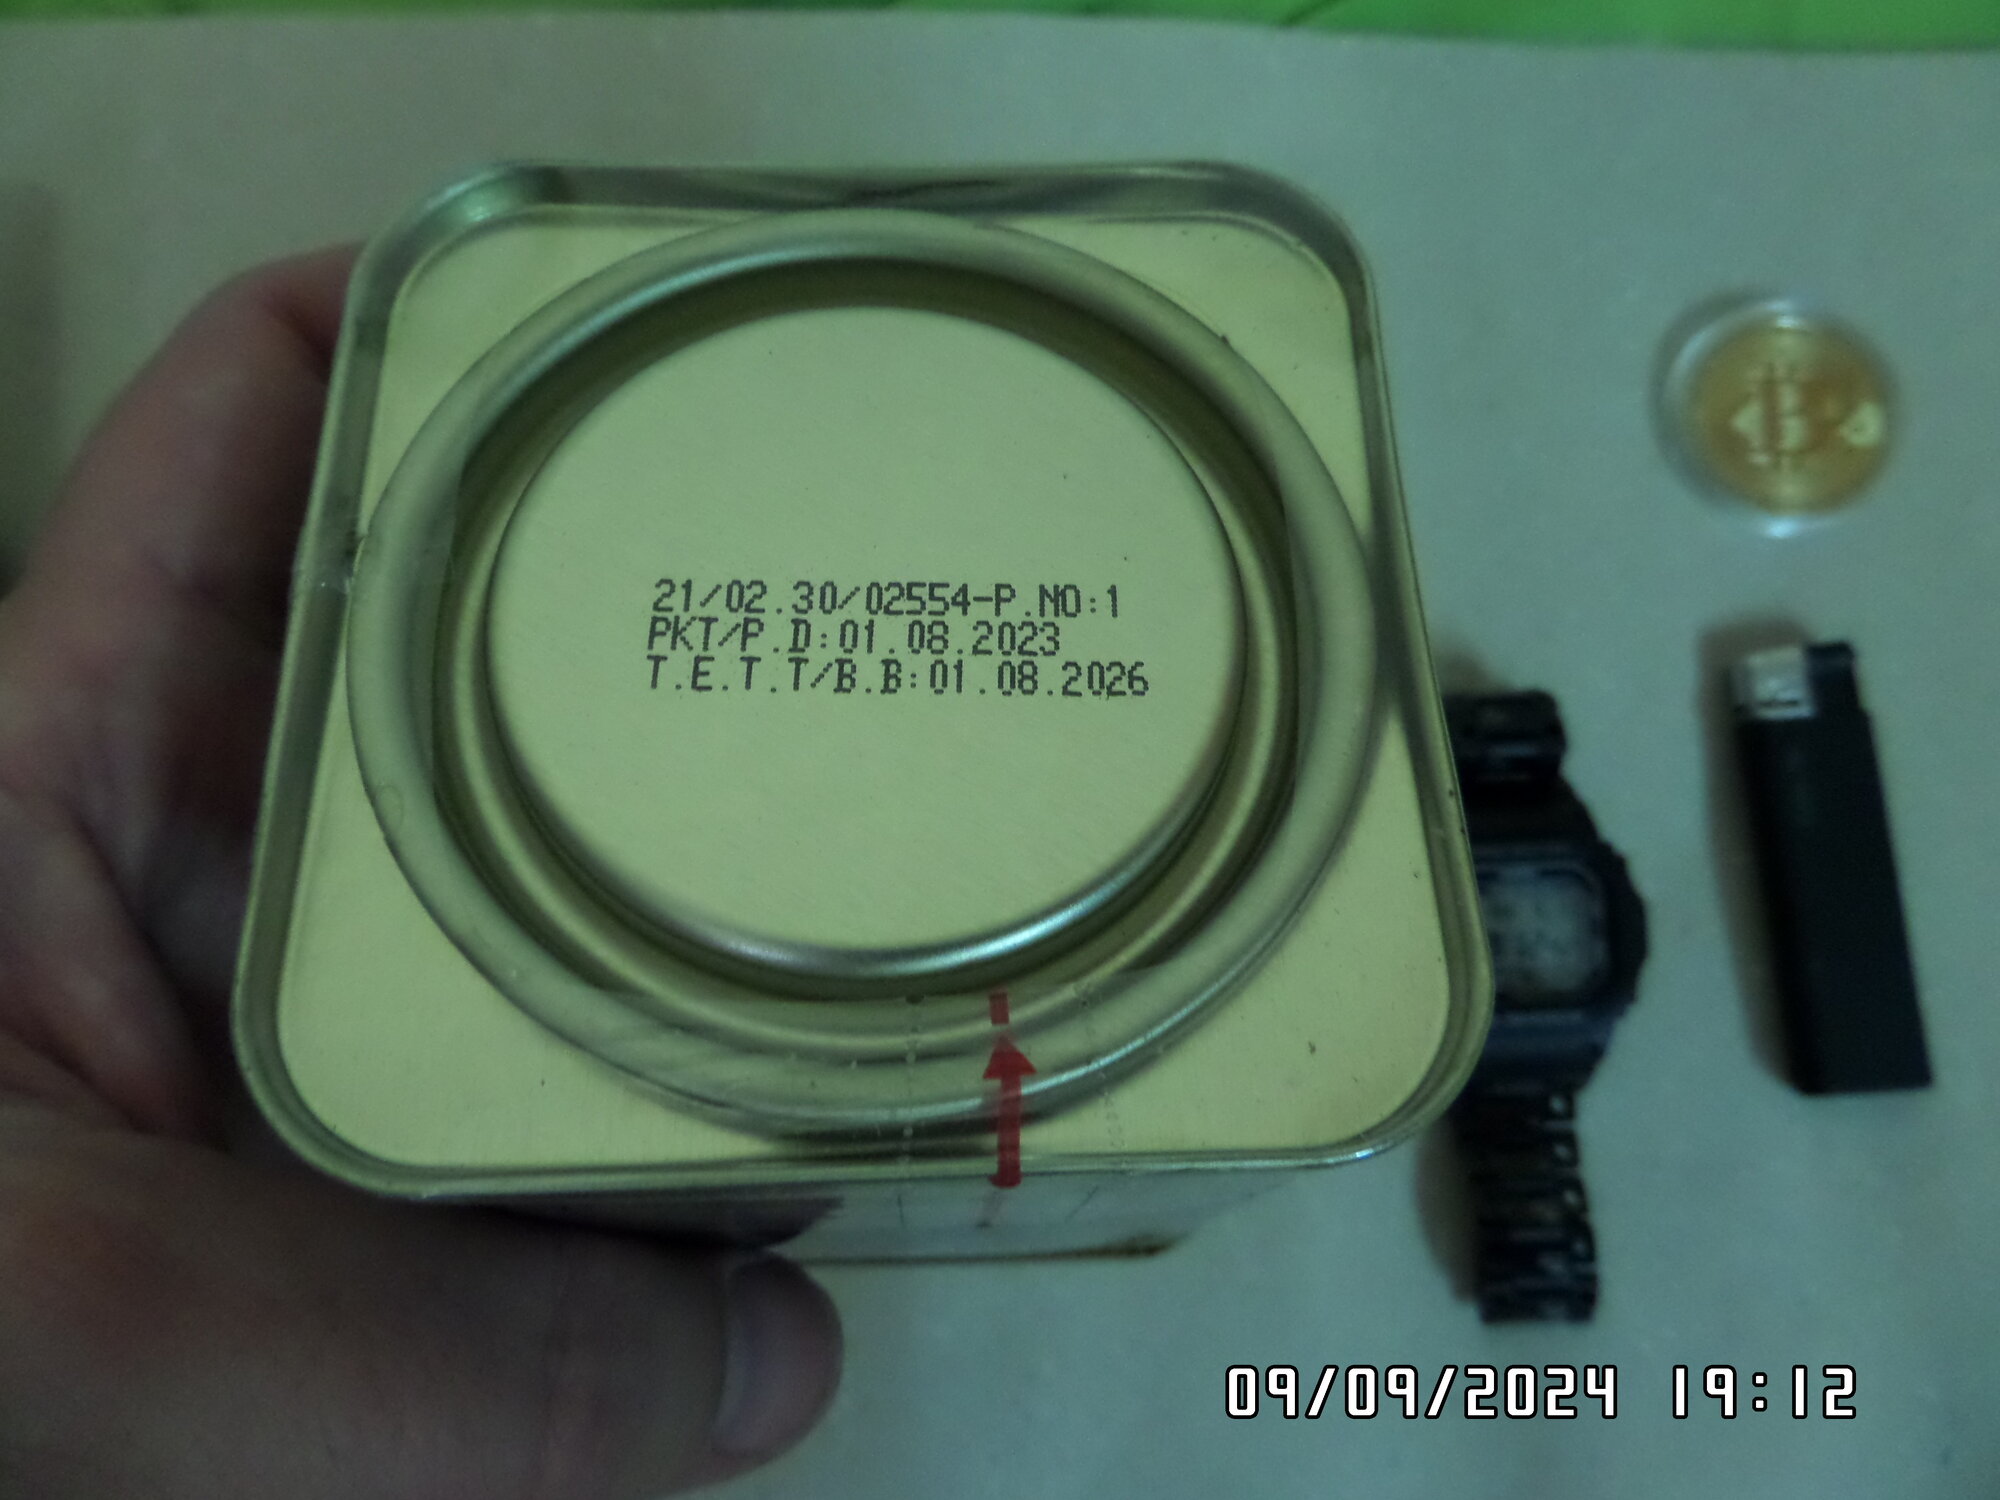 21/02.30/02554-P.NO:1
PKT/P.D:01.08.2023
T.E.T.T/B.B:01.08.2026
09/09/2024 19:12